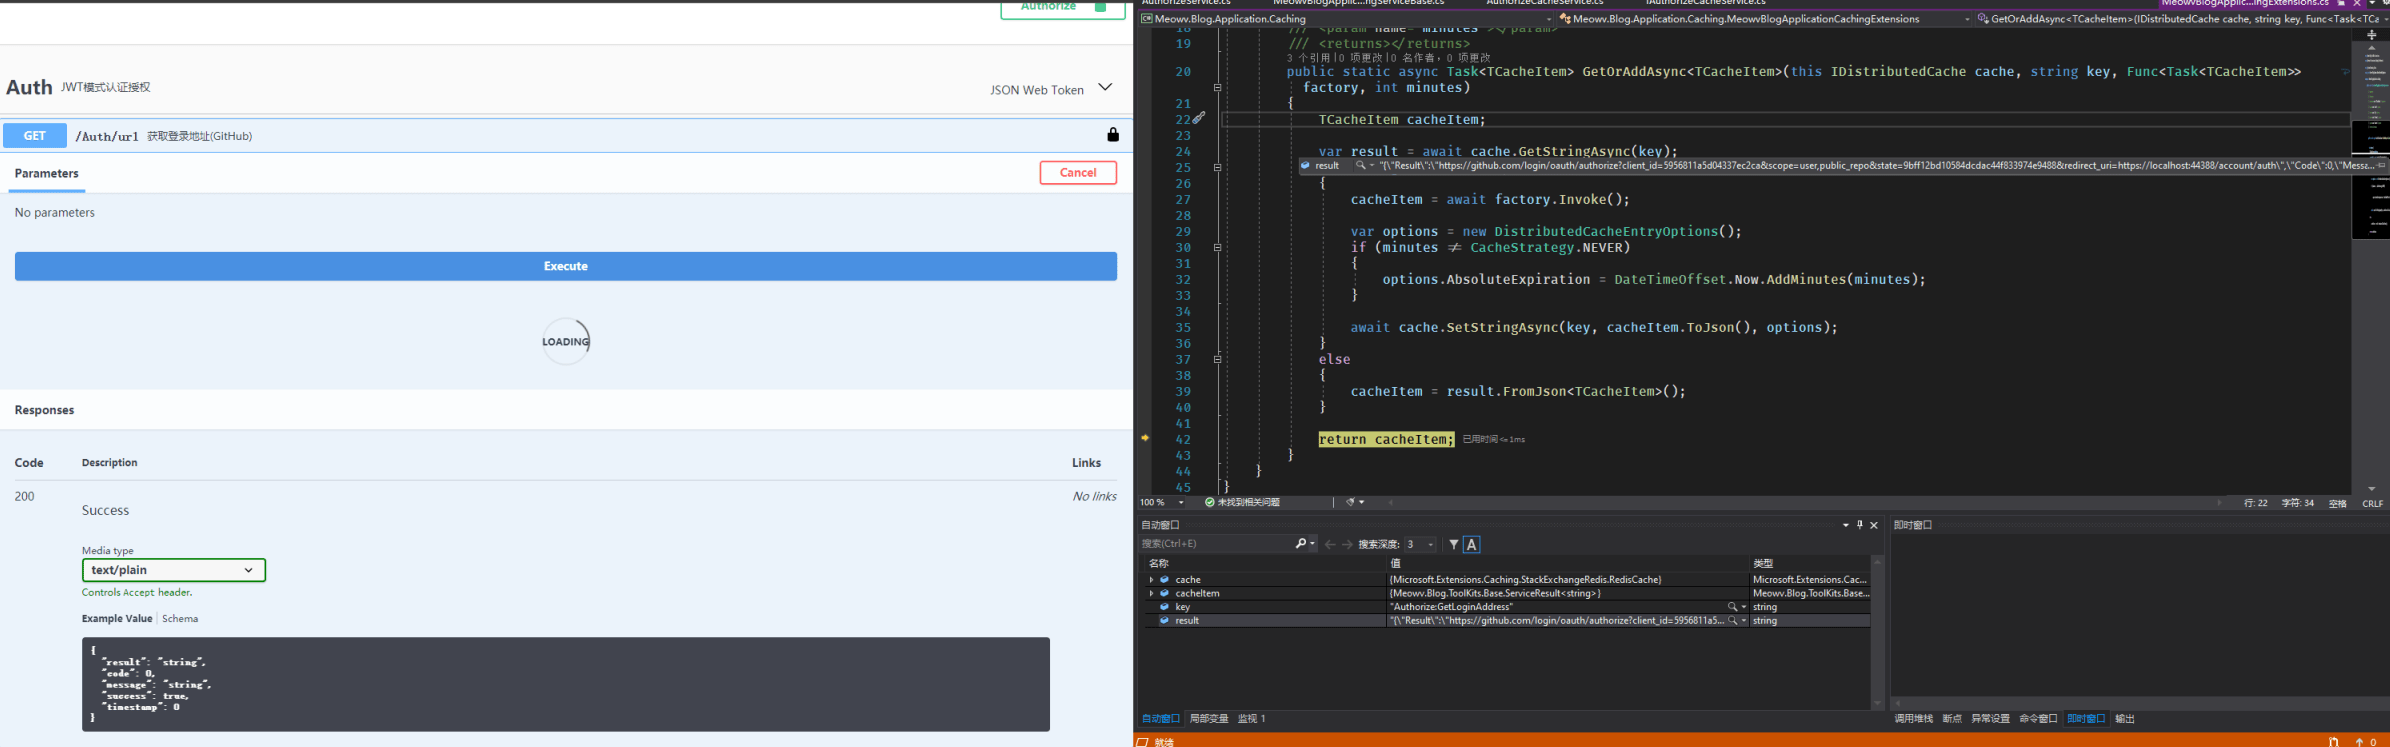 Authorize
Auth JWT模式认证授权
JSON Web Token
GET /Auth/url 获取登录地址(GitHub)
Parameters
Cancel
No parameters
Execute
LOADING
Responses
Code Description Links
200 Success No links
Media type
text/plain
Controls Accept header.
Example Value Schema
{
"result": "string",
"code": 0,
"message": "string",
"success": true,
"timestamp": 0
}
AuthorizeService.cs MeowvBlogApplic...ngServiceBase.cs AuthorizeCacheService.cs IAuthorizeCacheService.cs MeowvBlogApplic...ingExtensions.cs
Meowv.Blog.Application.Caching Meowv.Blog.Application.Caching.MeowvBlogApplicationCachingExtensions GetOrAddAsync<TCacheItem>(IDistributedCache cache, string key, Func<Task<TCa
18 /// <param name="minutes"></param>
19 /// <returns></returns>
3 个引用|0 项更改|0 名作者, 0 项更改
20 public static async Task<TCacheItem> GetOrAddAsync<TCacheItem>(this IDistributedCache cache, string key, Func<Task<TCacheItem>>
factory, int minutes)
21 {
22 TCacheItem cacheItem;
23
24 var result = await cache.GetStringAsync(key);
25 result "{\"Result\":\"https://github.com/login/oauth/authorize?client_id=5956811a5d04337ec2ca&scope=user,public_repo&state=9bff12bd10584dcdac44f833974e9488&redirect_uri=https://localhost:44388/account/auth\",\"Code\":0,\"Messa...
26 {
27 cacheItem = await factory.Invoke();
28
29 var options = new DistributedCacheEntryOptions();
30 if (minutes ≠ CacheStrategy.NEVER)
31 {
32 options.AbsoluteExpiration = DateTimeOffset.Now.AddMinutes(minutes);
33 }
34
35 await cache.SetStringAsync(key, cacheItem.ToJson(), options);
36 }
37 else
38 {
39 cacheItem = result.FromJson<TCacheItem>();
40 }
41
42 return cacheItem; 已用时间<=1ms
43 }
44 }
45 }
100 % 未找到相关问题 行: 22 字符: 34 空格 CRLF
自动窗口
搜索(Ctrl+E) 搜索深度: 3 A
名称 值 类型
cache {Microsoft.Extensions.Caching.StackExchangeRedis.RedisCache} Microsoft.Extensions.Cac...
cacheItem {Meowv.Blog.ToolKits.Base.ServiceResult<string>} Meowv.Blog.ToolKits.Base...
key "Authorize:GetLoginAddress" string
result "{\"Result\":\"https://github.com/login/oauth/authorize?client_id=5956811a5... string
自动窗口 局部变量 监视 1
即时窗口
调用堆栈 断点 异常设置 命令窗口 即时窗口 输出
就绪 0